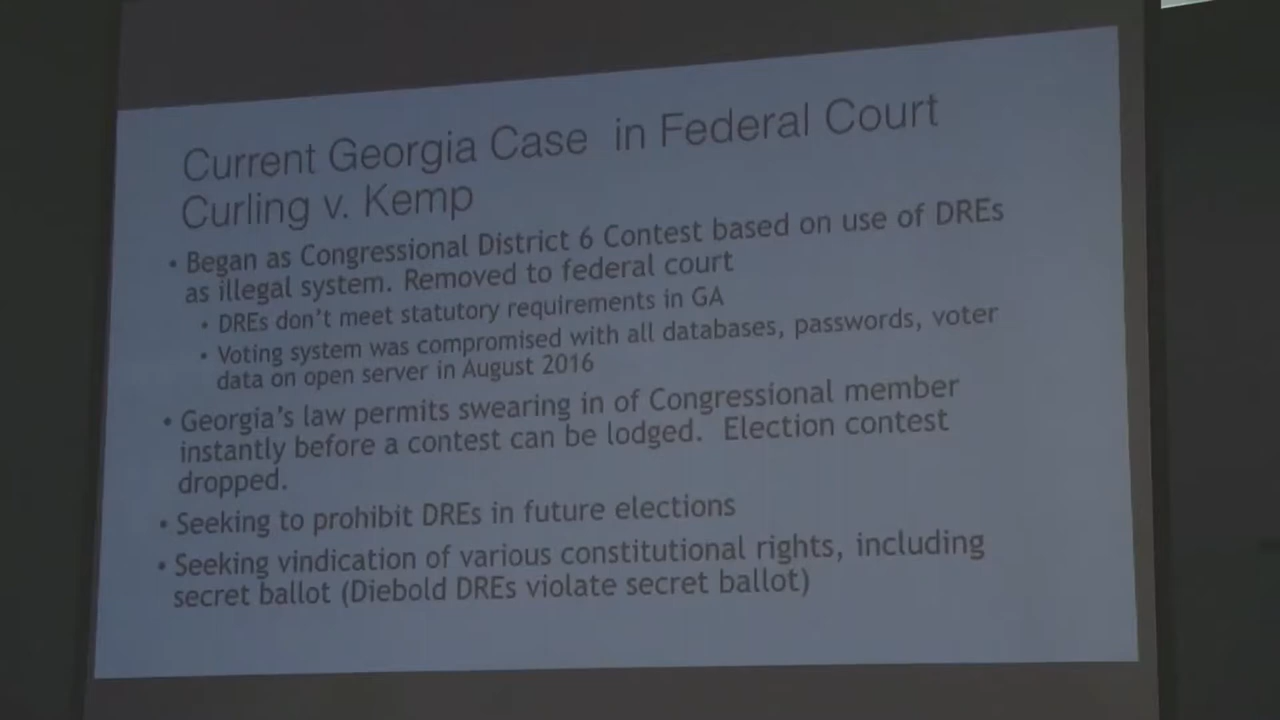 Current Georgia Case in Federal Court
Curling v. Kemp
• Began as Congressional District 6 Contest based on use of DREs
as illegal system. Removed to federal court
• DREs don't meet statutory requirements in GA
• Voting system was compromised with all databases, passwords, voter
data on open server in August 2016
• Georgia's law permits swearing in of Congressional member
instantly before a contest can be lodged. Election contest
dropped.
• Seeking to prohibit DREs in future elections
• Seeking vindication of various constitutional rights, including
secret ballot (Diebold DREs violate secret ballot)